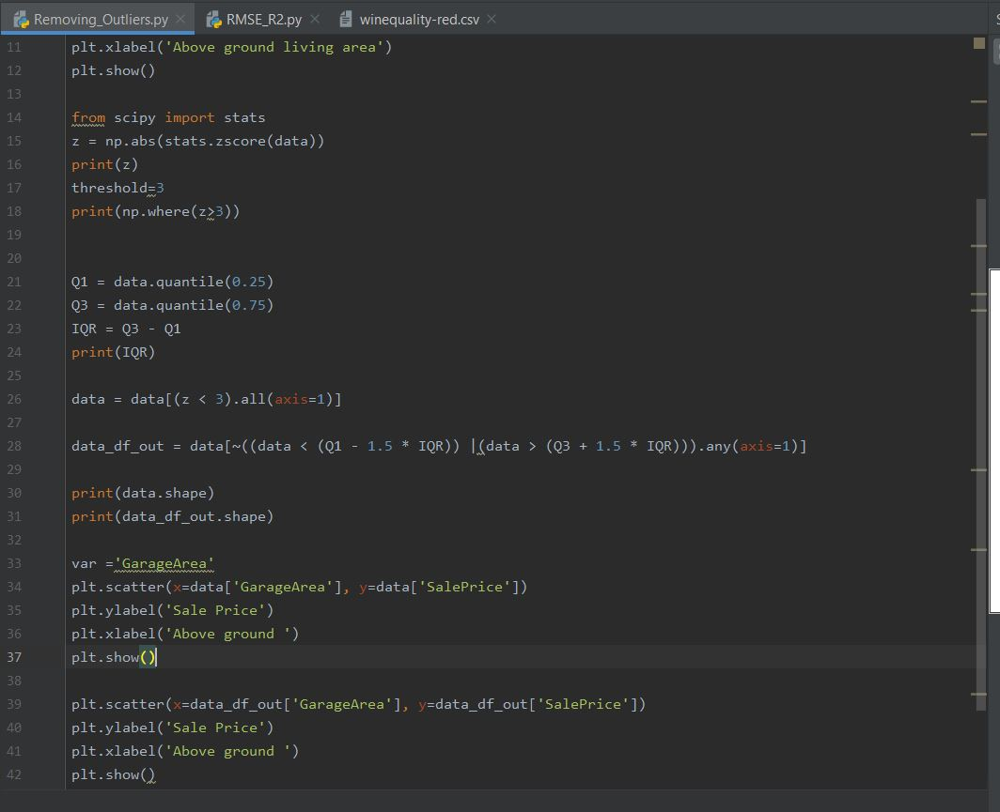 Removing_Outliers.py RMSE_R2.py winequality-red.csv
11 plt.xlabel('Above ground living area')
12 plt.show()
13
14 from scipy import stats
15 z = np.abs(stats.zscore(data))
16 print(z)
17 threshold=3
18 print(np.where(z>3))
19
20
21 Q1 = data.quantile(0.25)
22 Q3 = data.quantile(0.75)
23 IQR = Q3 - Q1
24 print(IQR)
25
26 data = data[(z < 3).all(axis=1)]
27
28 data_df_out = data[~((data < (Q1 - 1.5 * IQR)) |(data > (Q3 + 1.5 * IQR))).any(axis=1)]
29
30 print(data.shape)
31 print(data_df_out.shape)
32
33 var ='GarageArea'
34 plt.scatter(x=data['GarageArea'], y=data['SalePrice'])
35 plt.ylabel('Sale Price')
36 plt.xlabel('Above ground ')
37 plt.show()
38
39 plt.scatter(x=data_df_out['GarageArea'], y=data_df_out['SalePrice'])
40 plt.ylabel('Sale Price')
41 plt.xlabel('Above ground ')
42 plt.show()